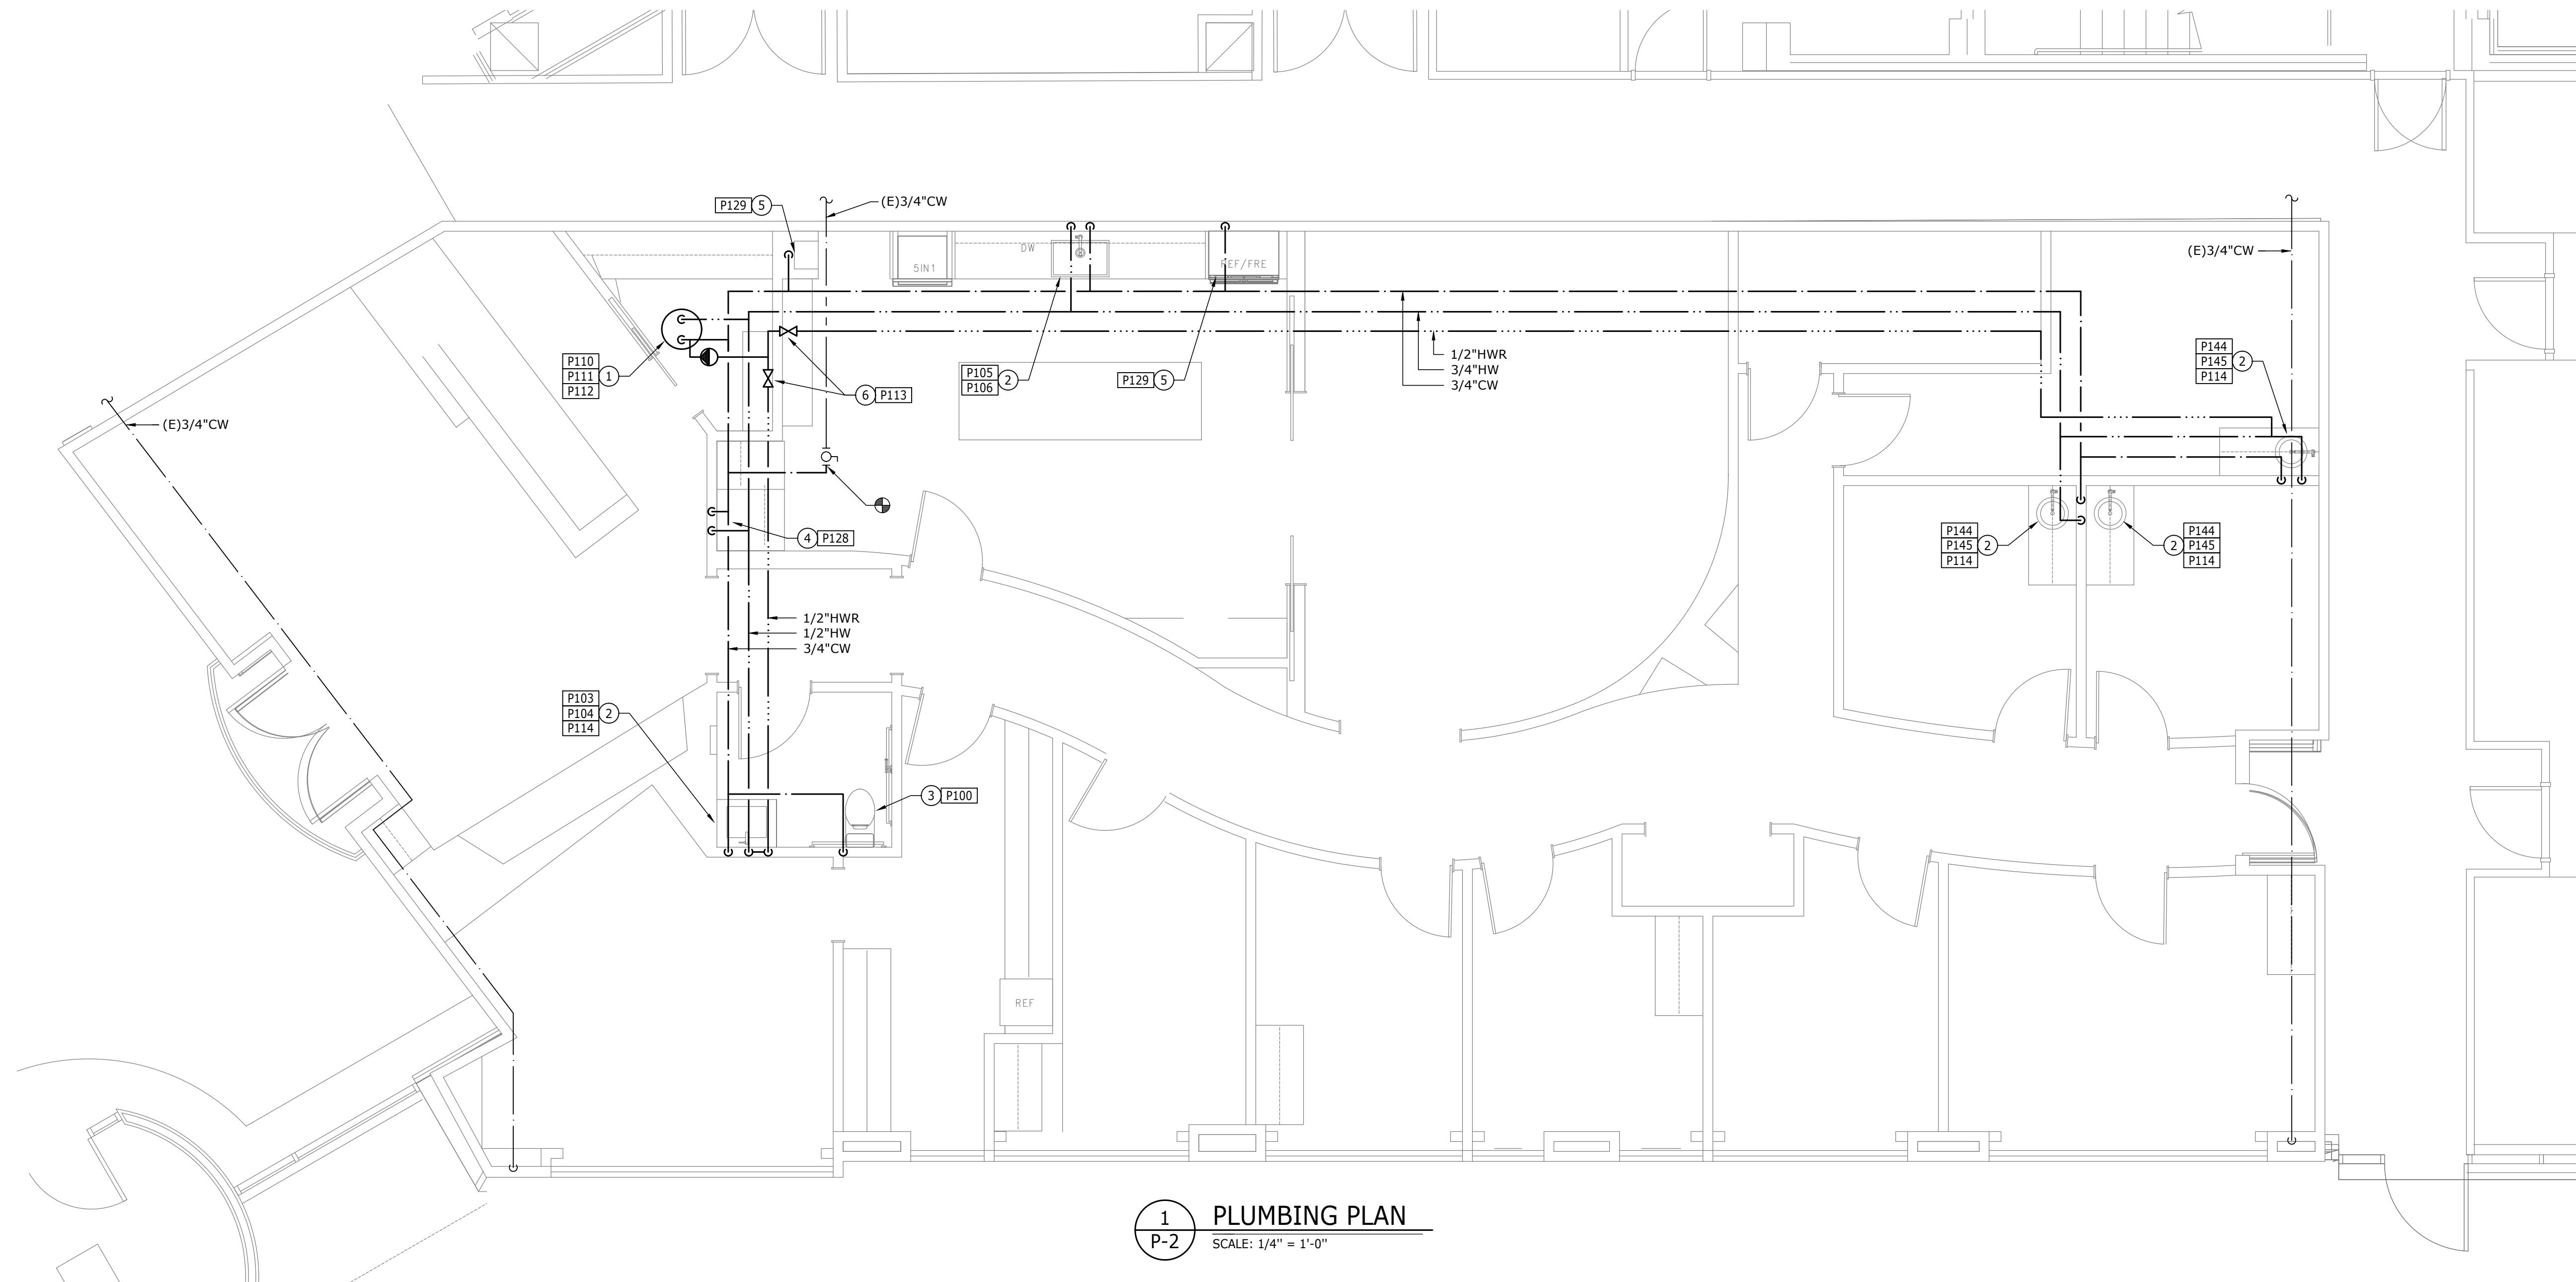 P129 5
(E)3/4"CW
(E)3/4"CW
DW
5IN1
REF/FRE
P110
P111 1
P112
P105
P106 2
P129 5
1/2"HWR
3/4"HW
3/4"CW
P144
P145 2
P114
6 P113
(E)3/4"CW
4 P128
P144
P145 2
P114
P144
2 P145
P114
1/2"HWR
1/2"HW
3/4"CW
P103
P104 2
P114
3 P100
REF
1
P-2
PLUMBING PLAN
SCALE: 1/4" = 1'-0"